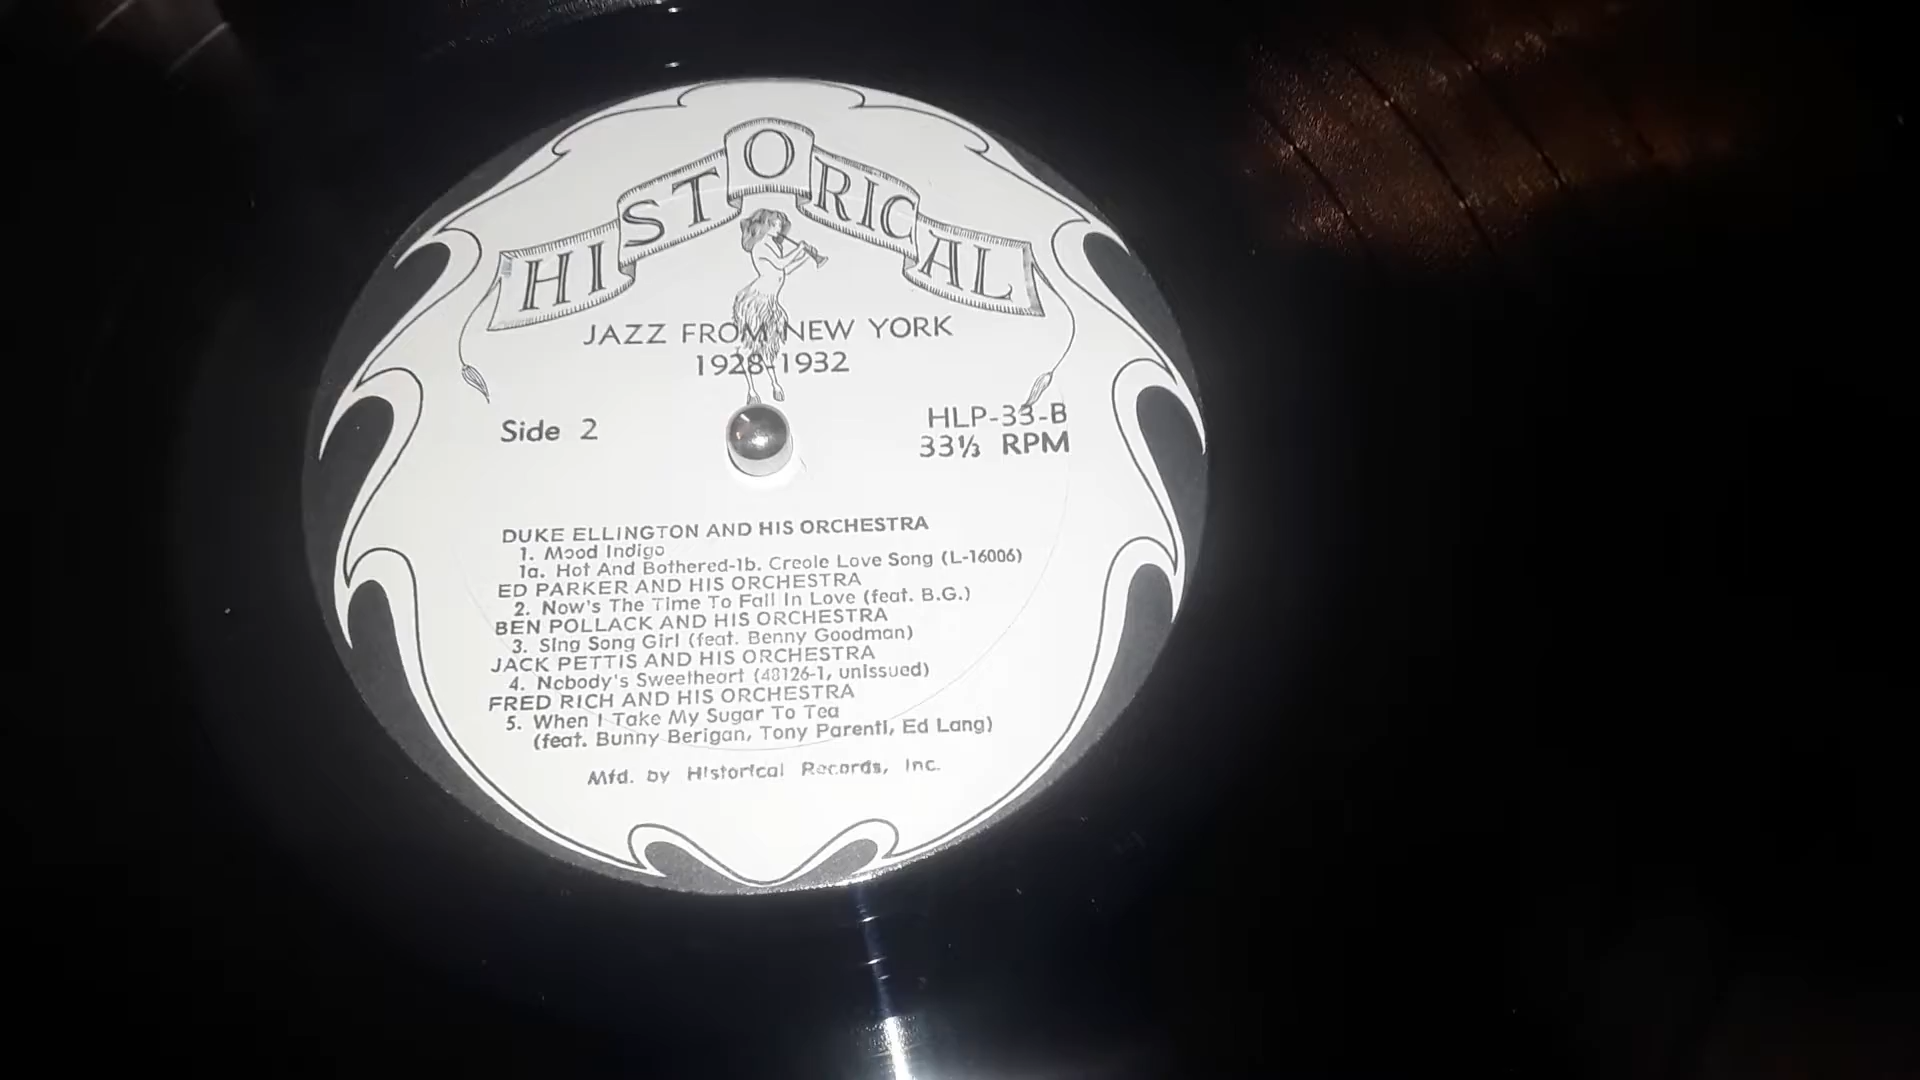 HISTORICAL
JAZZ FROM NEW YORK
1928-1932
Side 2
HLP-33-B
33⅓ RPM
DUKE ELLINGTON AND HIS ORCHESTRA
1. Mood Indigo
1a. Hot And Bothered-1b. Creole Love Song (L-16006)
ED PARKER AND HIS ORCHESTRA
2. Now's The Time To Fall In Love (feat. B.G.)
BEN POLLACK AND HIS ORCHESTRA
3. Sing Song Girl (feat. Benny Goodman)
JACK PETTIS AND HIS ORCHESTRA
4. Nobody's Sweetheart (48126-1, unissued)
FRED RICH AND HIS ORCHESTRA
5. When I Take My Sugar To Tea
(feat. Bunny Berigan, Tony Parenti, Ed Lang)
Mfd. by Historical Records, Inc.